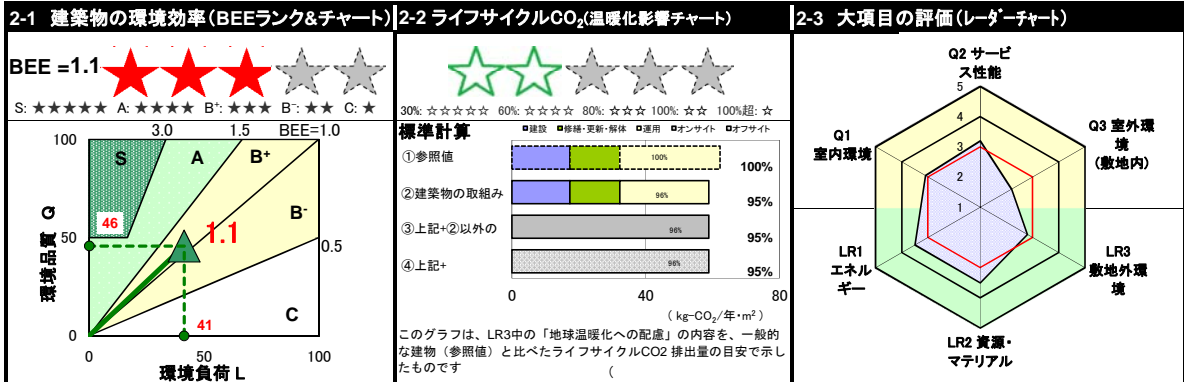 2-1 建築物の環境効率(BEEランク&チャート)
BEE =1.1
S: ★★★★★ A: ★★★★ B⁺: ★★★ B⁻: ★★ C: ★
3.0 1.5 BEE=1.0
100
S A B⁺
B⁻
46
1.1
50
0.5
C
41
0
0 50 100
環境品質 Q
環境負荷 L
2-2 ライフサイクルCO₂(温暖化影響チャート)
30%: ☆☆☆☆☆ 60%: ☆☆☆☆ 80%: ☆☆☆ 100%: ☆☆ 100%超: ☆
標準計算
■建設 ■修繕・更新・解体 □運用 ■オンサイト ■オフサイト
①参照値 100% 100%
②建築物の取組み 96% 95%
③上記+②以外の 96% 95%
④上記+ 96% 95%
0 40 80
( kg-CO₂/年・m² )
このグラフは、LR3中の「地球温暖化への配慮」の内容を、一般的
な建物(参照値)と比べたライフサイクルCO2 排出量の目安で示し
たものです (
2-3 大項目の評価(レーダーチャート)
Q2 サービ
ス性能
5
4
3
2
1
Q1
室内環境
Q3 室外環
境
(敷地内)
LR1
エネル
ギー
LR3
敷地外環
境
LR2 資源・
マテリアル